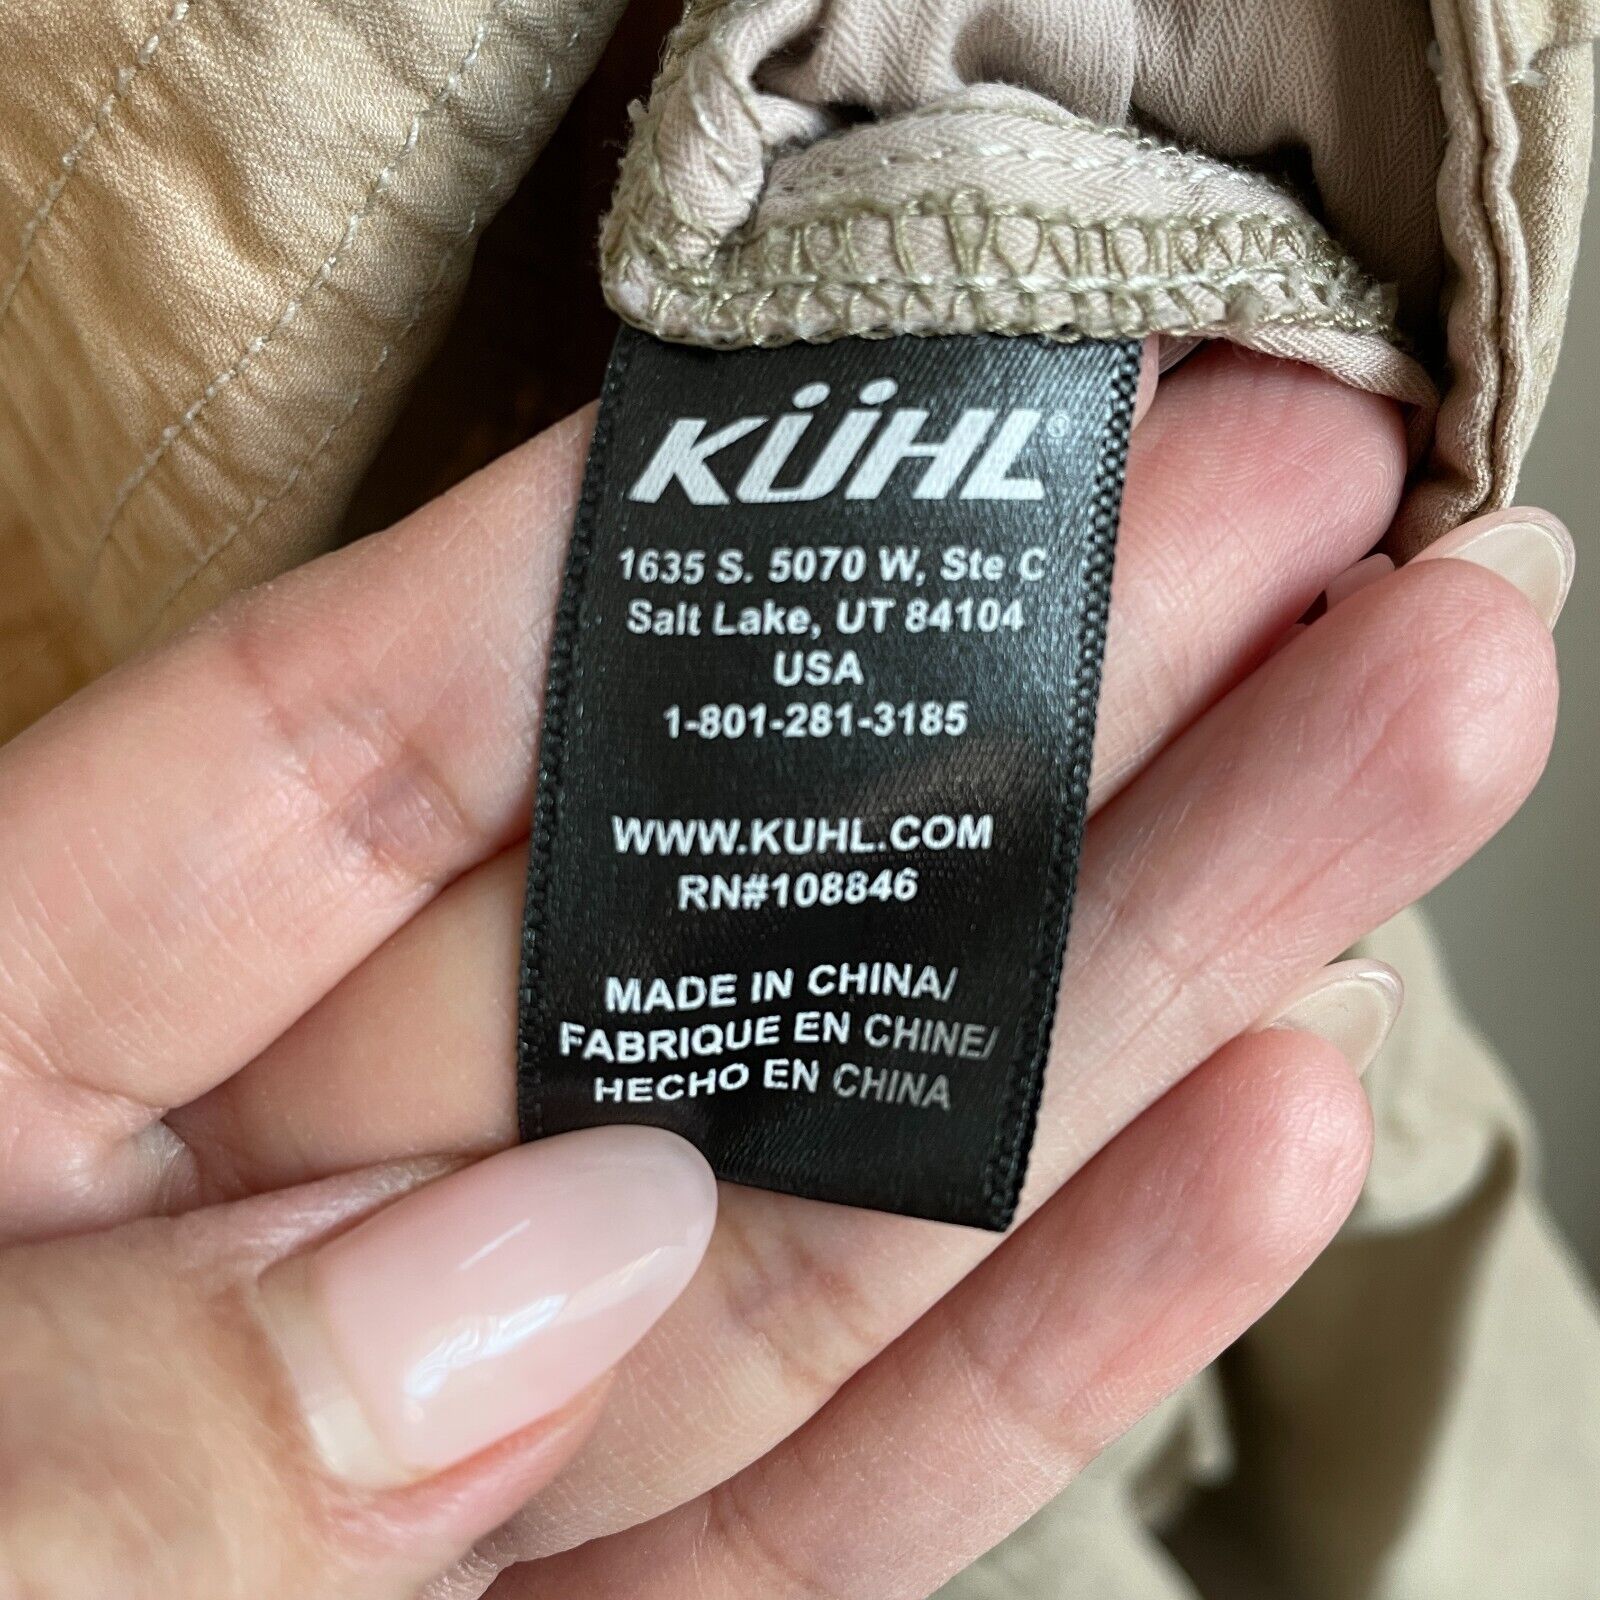 KÜHL®
1635 S. 5070 W, Ste C
Salt Lake, UT 84104
USA
1-801-281-3185
WWW.KUHL.COM
RN#108846
MADE IN CHINA/
FABRIQUE EN CHINE/
HECHO EN CHINA